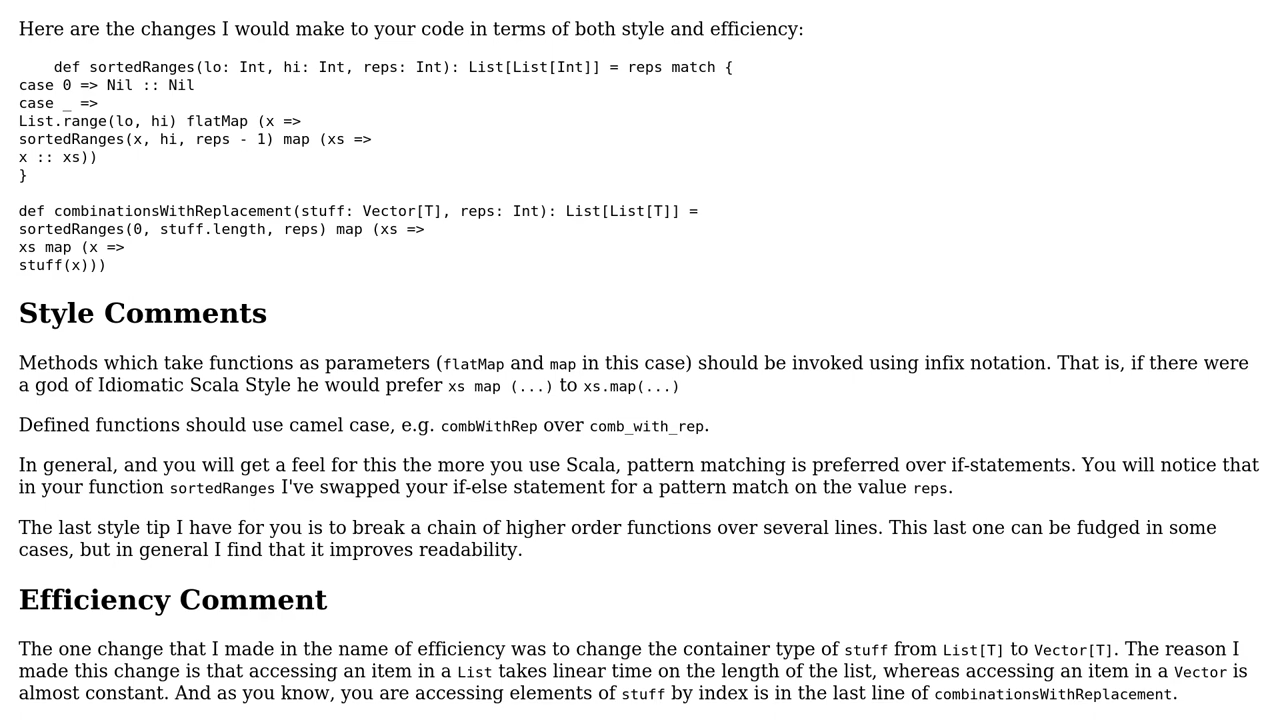 Here are the changes I would make to your code in terms of both style and efficiency:
def sortedRanges(lo: Int, hi: Int, reps: Int): List[List[Int]] = reps match {
case 0 => Nil :: Nil
case _ =>
List.range(lo, hi) flatMap (x =>
sortedRanges(x, hi, reps - 1) map (xs =>
x :: xs))
}
def combinationsWithReplacement(stuff: Vector[T], reps: Int): List[List[T]] =
sortedRanges(0, stuff.length, reps) map (xs =>
xs map (x =>
stuff(x)))
Style Comments
Methods which take functions as parameters (flatMap and map in this case) should be invoked using infix notation. That is, if there were
a god of Idiomatic Scala Style he would prefer xs map (...) to xs.map(...)
Defined functions should use camel case, e.g. combWithRep over comb_with_rep.
In general, and you will get a feel for this the more you use Scala, pattern matching is preferred over if-statements. You will notice that
in your function sortedRanges I've swapped your if-else statement for a pattern match on the value reps.
The last style tip I have for you is to break a chain of higher order functions over several lines. This last one can be fudged in some
cases, but in general I find that it improves readability.
Efficiency Comment
The one change that I made in the name of efficiency was to change the container type of stuff from List[T] to Vector[T]. The reason I
made this change is that accessing an item in a List takes linear time on the length of the list, whereas accessing an item in a Vector is
almost constant. And as you know, you are accessing elements of stuff by index is in the last line of combinationsWithReplacement.